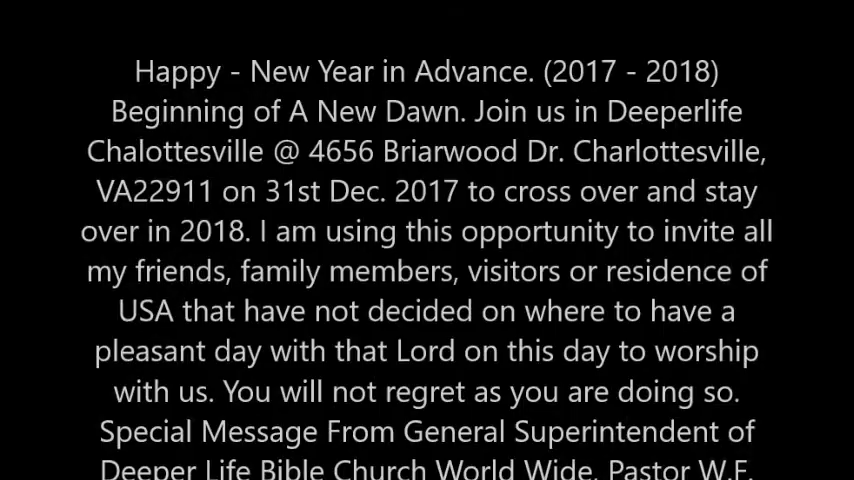 Happy - New Year in Advance. (2017 - 2018)
Beginning of A New Dawn. Join us in Deeperlife
Chalottesville @ 4656 Briarwood Dr. Charlottesville,
VA22911 on 31st Dec. 2017 to cross over and stay
over in 2018. I am using this opportunity to invite all
my friends, family members, visitors or residence of
USA that have not decided on where to have a
pleasant day with that Lord on this day to worship
with us. You will not regret as you are doing so.
Special Message From General Superintendent of
Deeper Life Bible Church World Wide. Pastor W.F.